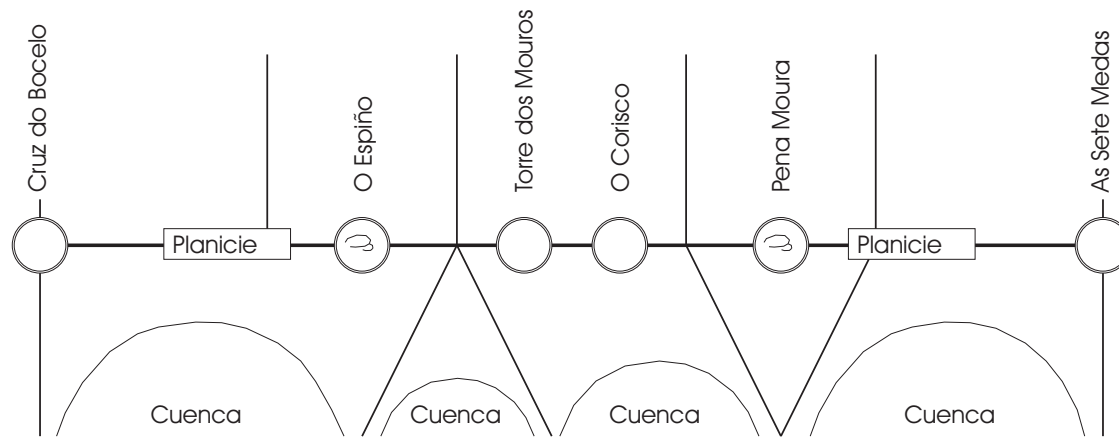 Cruz do Bocelo
O Espiño
Torre dos Mouros
O Corisco
Pena Moura
As Sete Medas
Planicie
Planicie
Cuenca
Cuenca
Cuenca
Cuenca